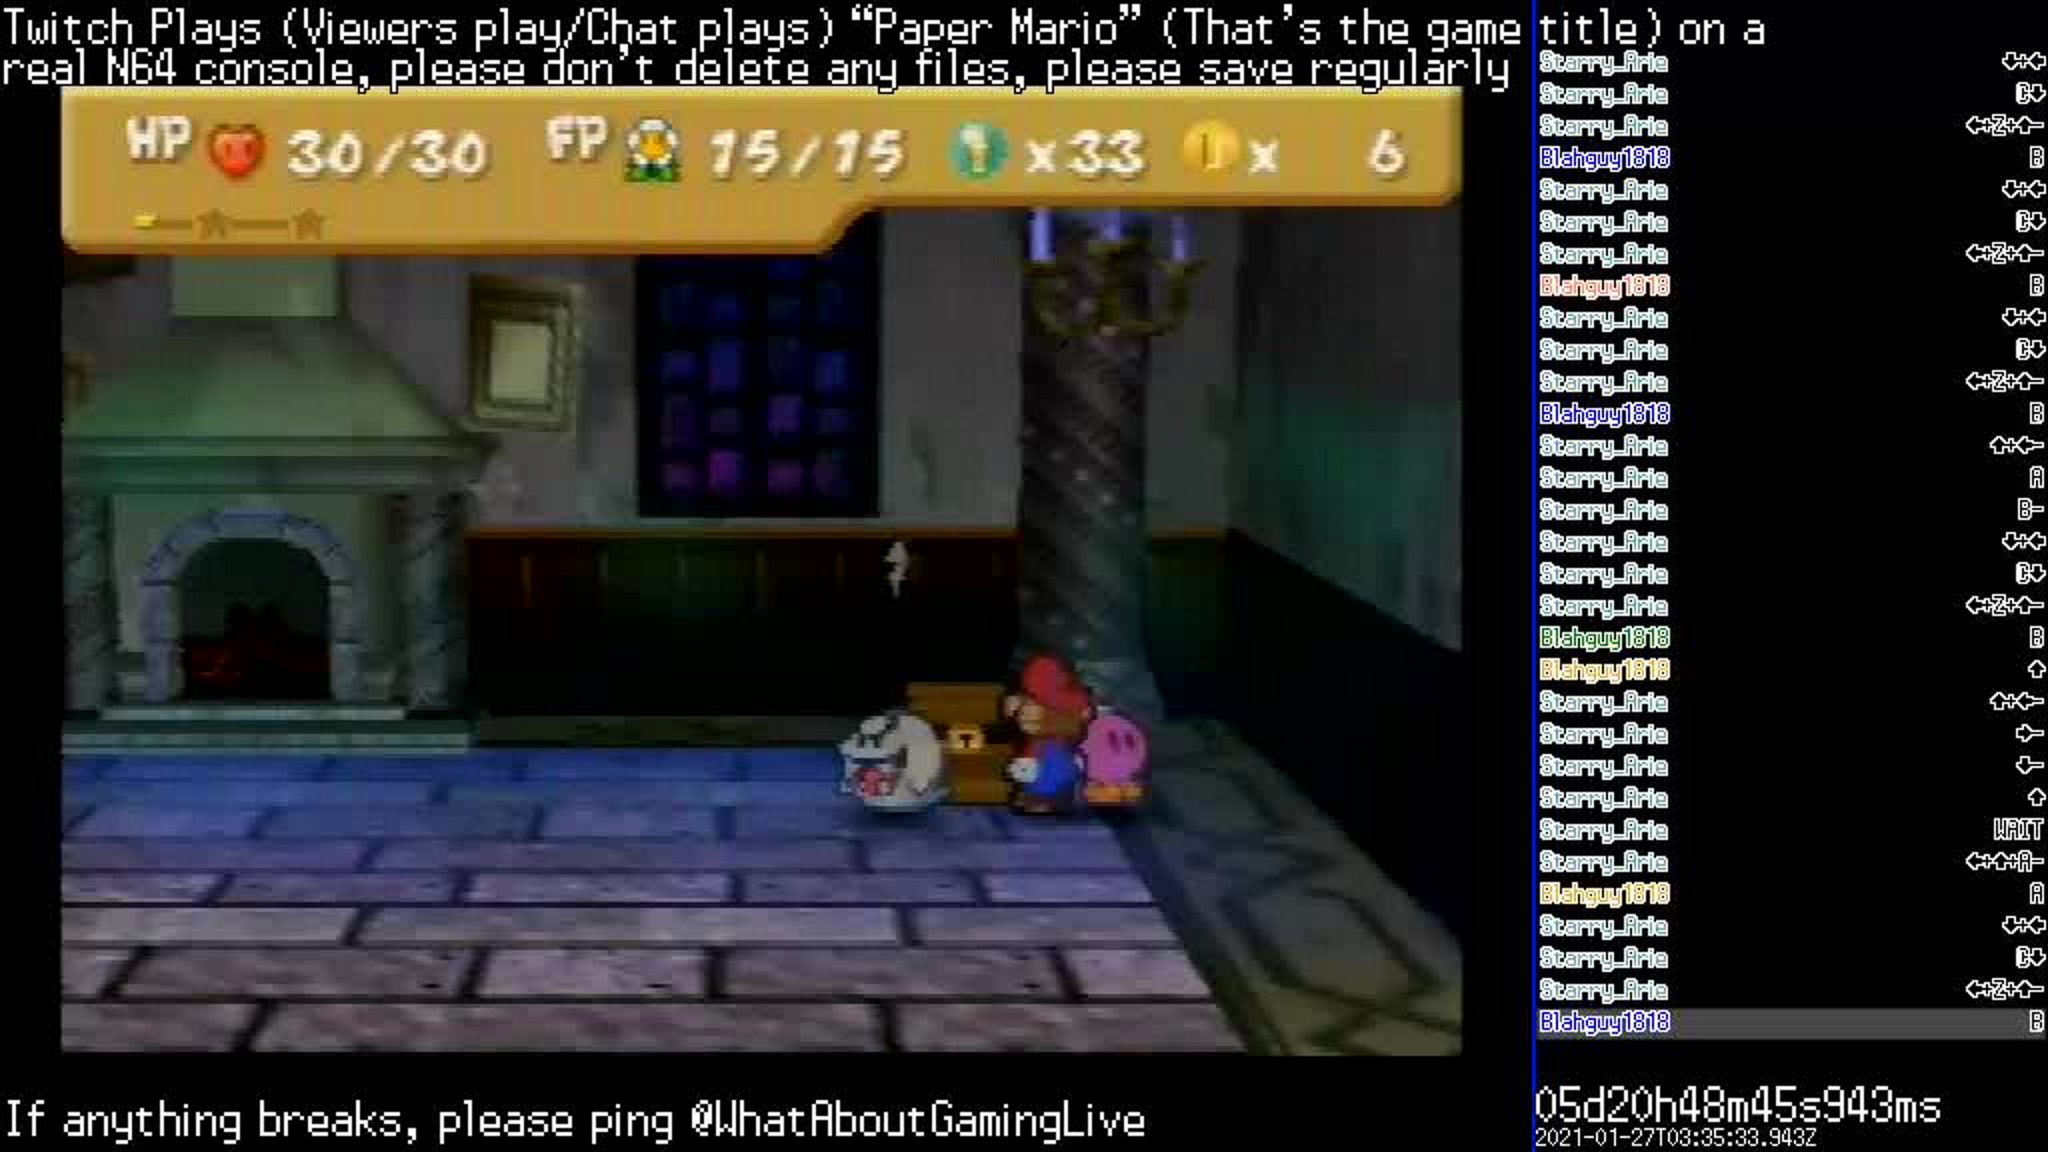 Twitch Plays (Viewers play/Chat plays) “Paper Mario” (That’s the game title) on a
real N64 console, please don’t delete any files, please save regularly
HP 30/30 FP 15/15 x33 x 6
Starry_Arie ↓+←
Starry_Arie C↓
Starry_Arie ←+Z+↑-
Blahguy1818 B
Starry_Arie ↓+←
Starry_Arie C↓
Starry_Arie ←+Z+↑-
Blahguy1818 B
Starry_Arie ↓+←
Starry_Arie C↓
Starry_Arie ←+Z+↑-
Blahguy1818 B
Starry_Arie ↑+←-
Starry_Arie A
Starry_Arie B-
Starry_Arie ↓+←
Starry_Arie C↓
Starry_Arie ←+Z+↑-
Blahguy1818 B
Blahguy1818 ↑
Starry_Arie ↑+←-
Starry_Arie →-
Starry_Arie ↓-
Starry_Arie ↑
Starry_Arie WAIT
Starry_Arie ←+↑+A-
Blahguy1818 A
Starry_Arie ↓+←
Starry_Arie C↓
Starry_Arie ←+Z+↑-
Blahguy1818 B
If anything breaks, please ping @WhatAboutGamingLive
05d20h48m45s943ms
2021-01-27T03:35:33.943Z